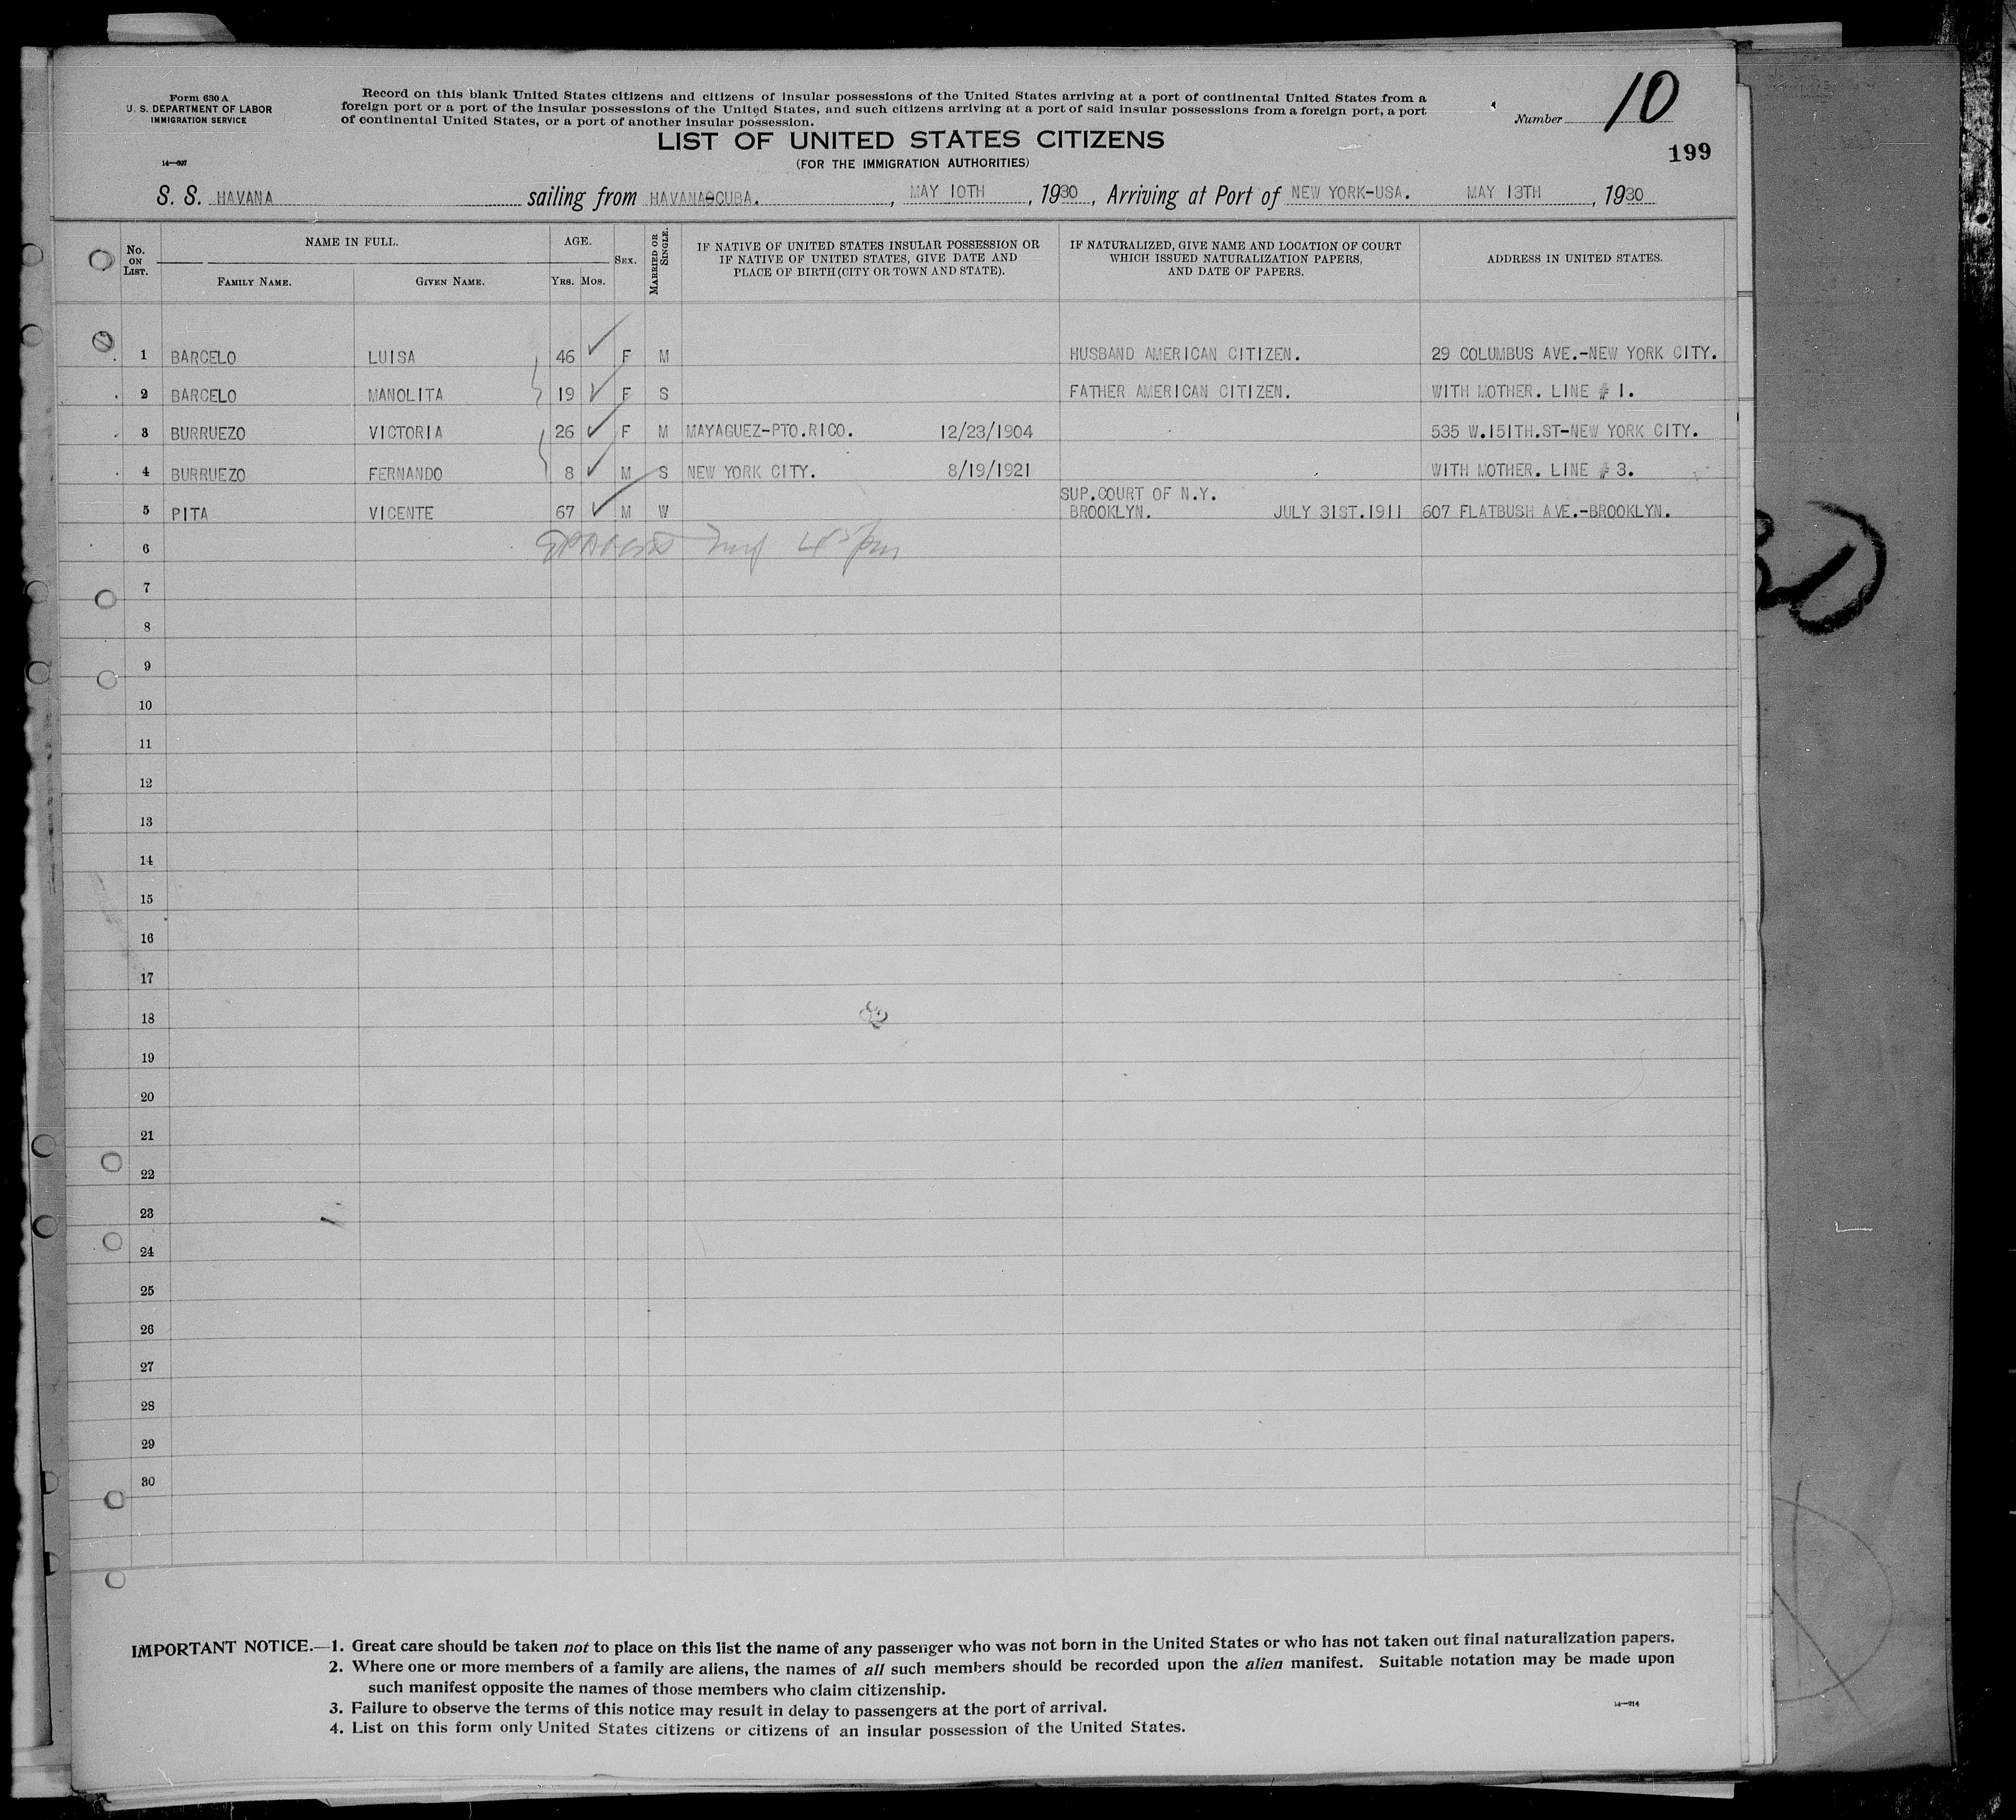 Form 630 A
U. S. DEPARTMENT OF LABOR
IMMIGRATION SERVICE
14—607
Record on this blank United States citizens and citizens of insular possessions of the United States arriving at a port of continental United States from a
foreign port or a port of the insular possessions of the United States, and such citizens arriving at a port of said insular possessions from a foreign port, a port
of continental United States, or a port of another insular possession.
Number 10
LIST OF UNITED STATES CITIZENS
(FOR THE IMMIGRATION AUTHORITIES)
199
S. S. HAVANA sailing from HAVANA-CUBA. , MAY 10TH , 1930 , Arriving at Port of NEW YORK-USA. MAY 13TH , 1930
No. ON LIST.
NAME IN FULL.
FAMILY NAME.
GIVEN NAME.
AGE.
YRS. MOS.
SEX.
MARRIED OR SINGLE.
IF NATIVE OF UNITED STATES INSULAR POSSESSION OR
IF NATIVE OF UNITED STATES, GIVE DATE AND
PLACE OF BIRTH (CITY OR TOWN AND STATE).
IF NATURALIZED, GIVE NAME AND LOCATION OF COURT
WHICH ISSUED NATURALIZATION PAPERS,
AND DATE OF PAPERS.
ADDRESS IN UNITED STATES.
1 BARCELO LUISA 46 F M HUSBAND AMERICAN CITIZEN. 29 COLUMBUS AVE.-NEW YORK CITY.
2 BARCELO MANOLITA 19 F S FATHER AMERICAN CITIZEN. WITH MOTHER. LINE # 1.
3 BURRUEZO VICTORIA 26 F M MAYAGUEZ-PTO.RICO. 12/23/1904 535 W.151TH.ST-NEW YORK CITY.
4 BURRUEZO FERNANDO 8 M S NEW YORK CITY. 8/19/1921 WITH MOTHER. LINE # 3.
SUP.COURT OF N.Y.
5 PITA VICENTE 67 M W BROOKLYN. JULY 31ST.1911 607 FLATBUSH AVE.-BROOKLYN.
6
7
8
9
10
11
12
13
14
15
16
17
18
19
20
21
22
23
24
25
26
27
28
29
30
IMPORTANT NOTICE.—1. Great care should be taken not to place on this list the name of any passenger who was not born in the United States or who has not taken out final naturalization papers.
2. Where one or more members of a family are aliens, the names of all such members should be recorded upon the alien manifest. Suitable notation may be made upon
such manifest opposite the names of those members who claim citizenship.
3. Failure to observe the terms of this notice may result in delay to passengers at the port of arrival.
4. List on this form only United States citizens or citizens of an insular possession of the United States.
14—214